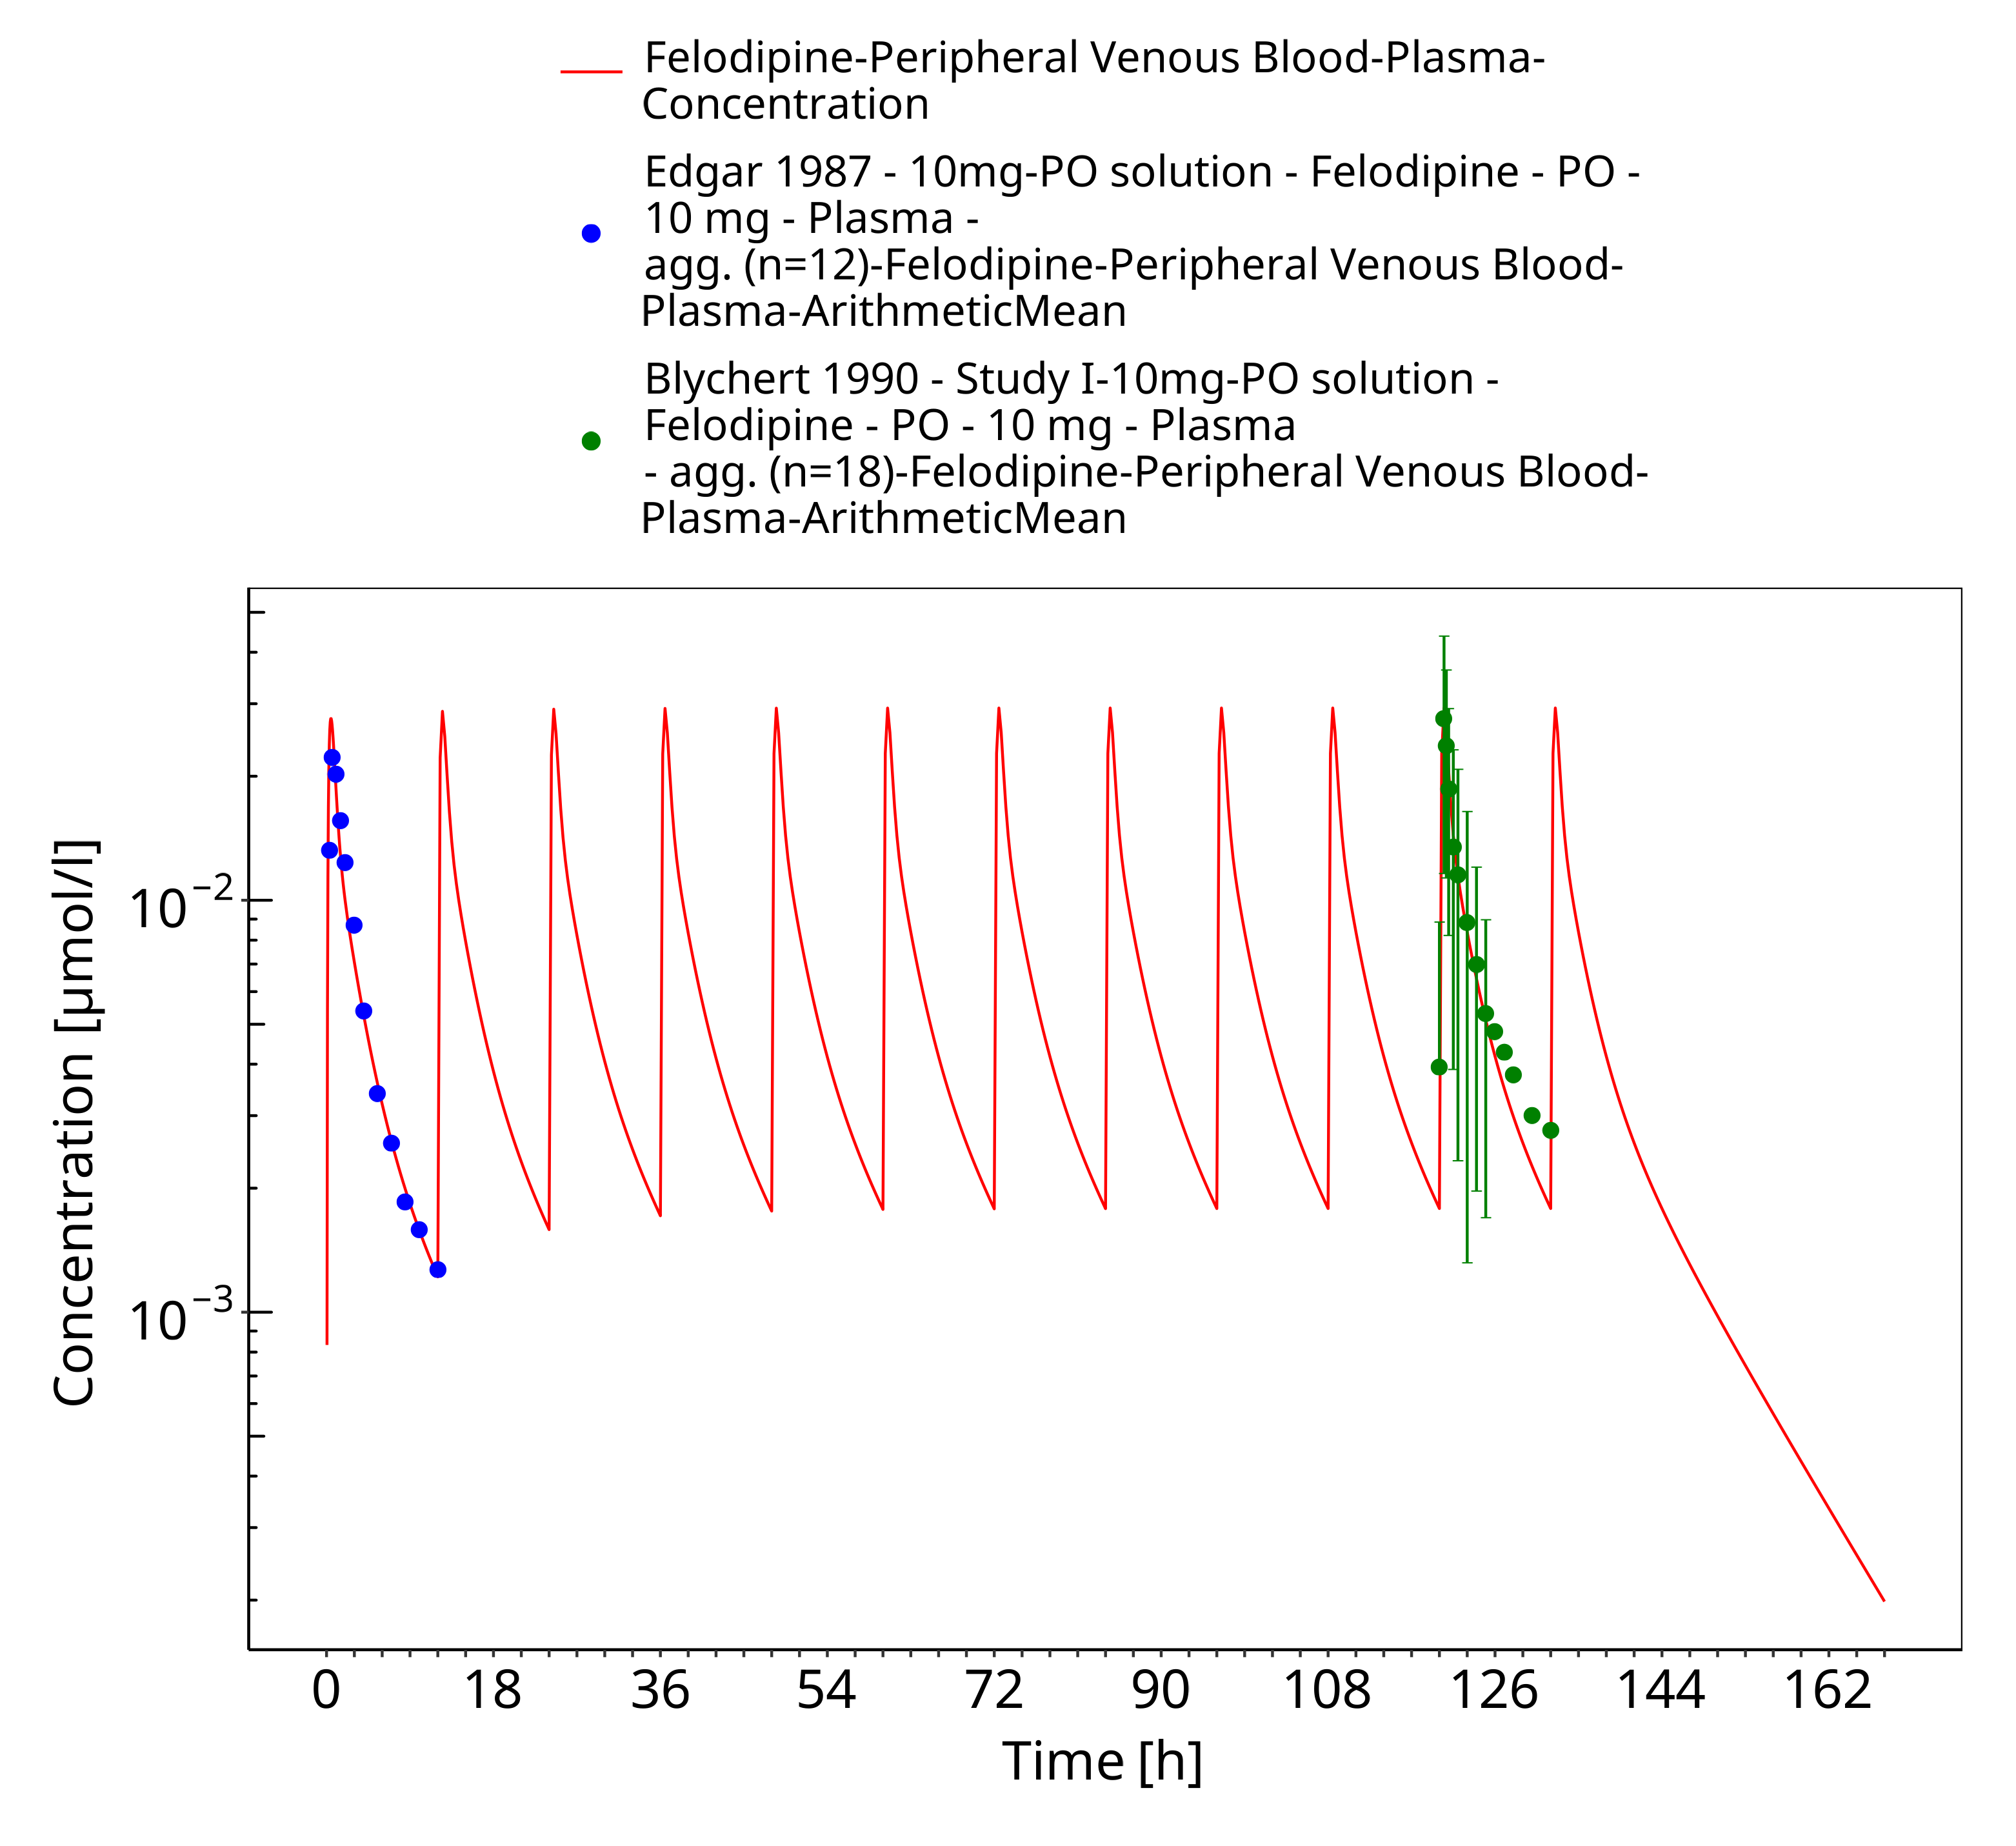 Felodipine-Peripheral Venous Blood-Plasma-
Concentration
Edgar 1987 - 10mg-PO solution - Felodipine - PO -
10 mg - Plasma -
agg. (n=12)-Felodipine-Peripheral Venous Blood-
Plasma-ArithmeticMean
Blychert 1990 - Study I-10mg-PO solution -
Felodipine - PO - 10 mg - Plasma
- agg. (n=18)-Felodipine-Peripheral Venous Blood-
Plasma-ArithmeticMean
Concentration [µmol/l]
10⁻²
10⁻³
0 18 36 54 72 90 108 126 144 162
Time [h]